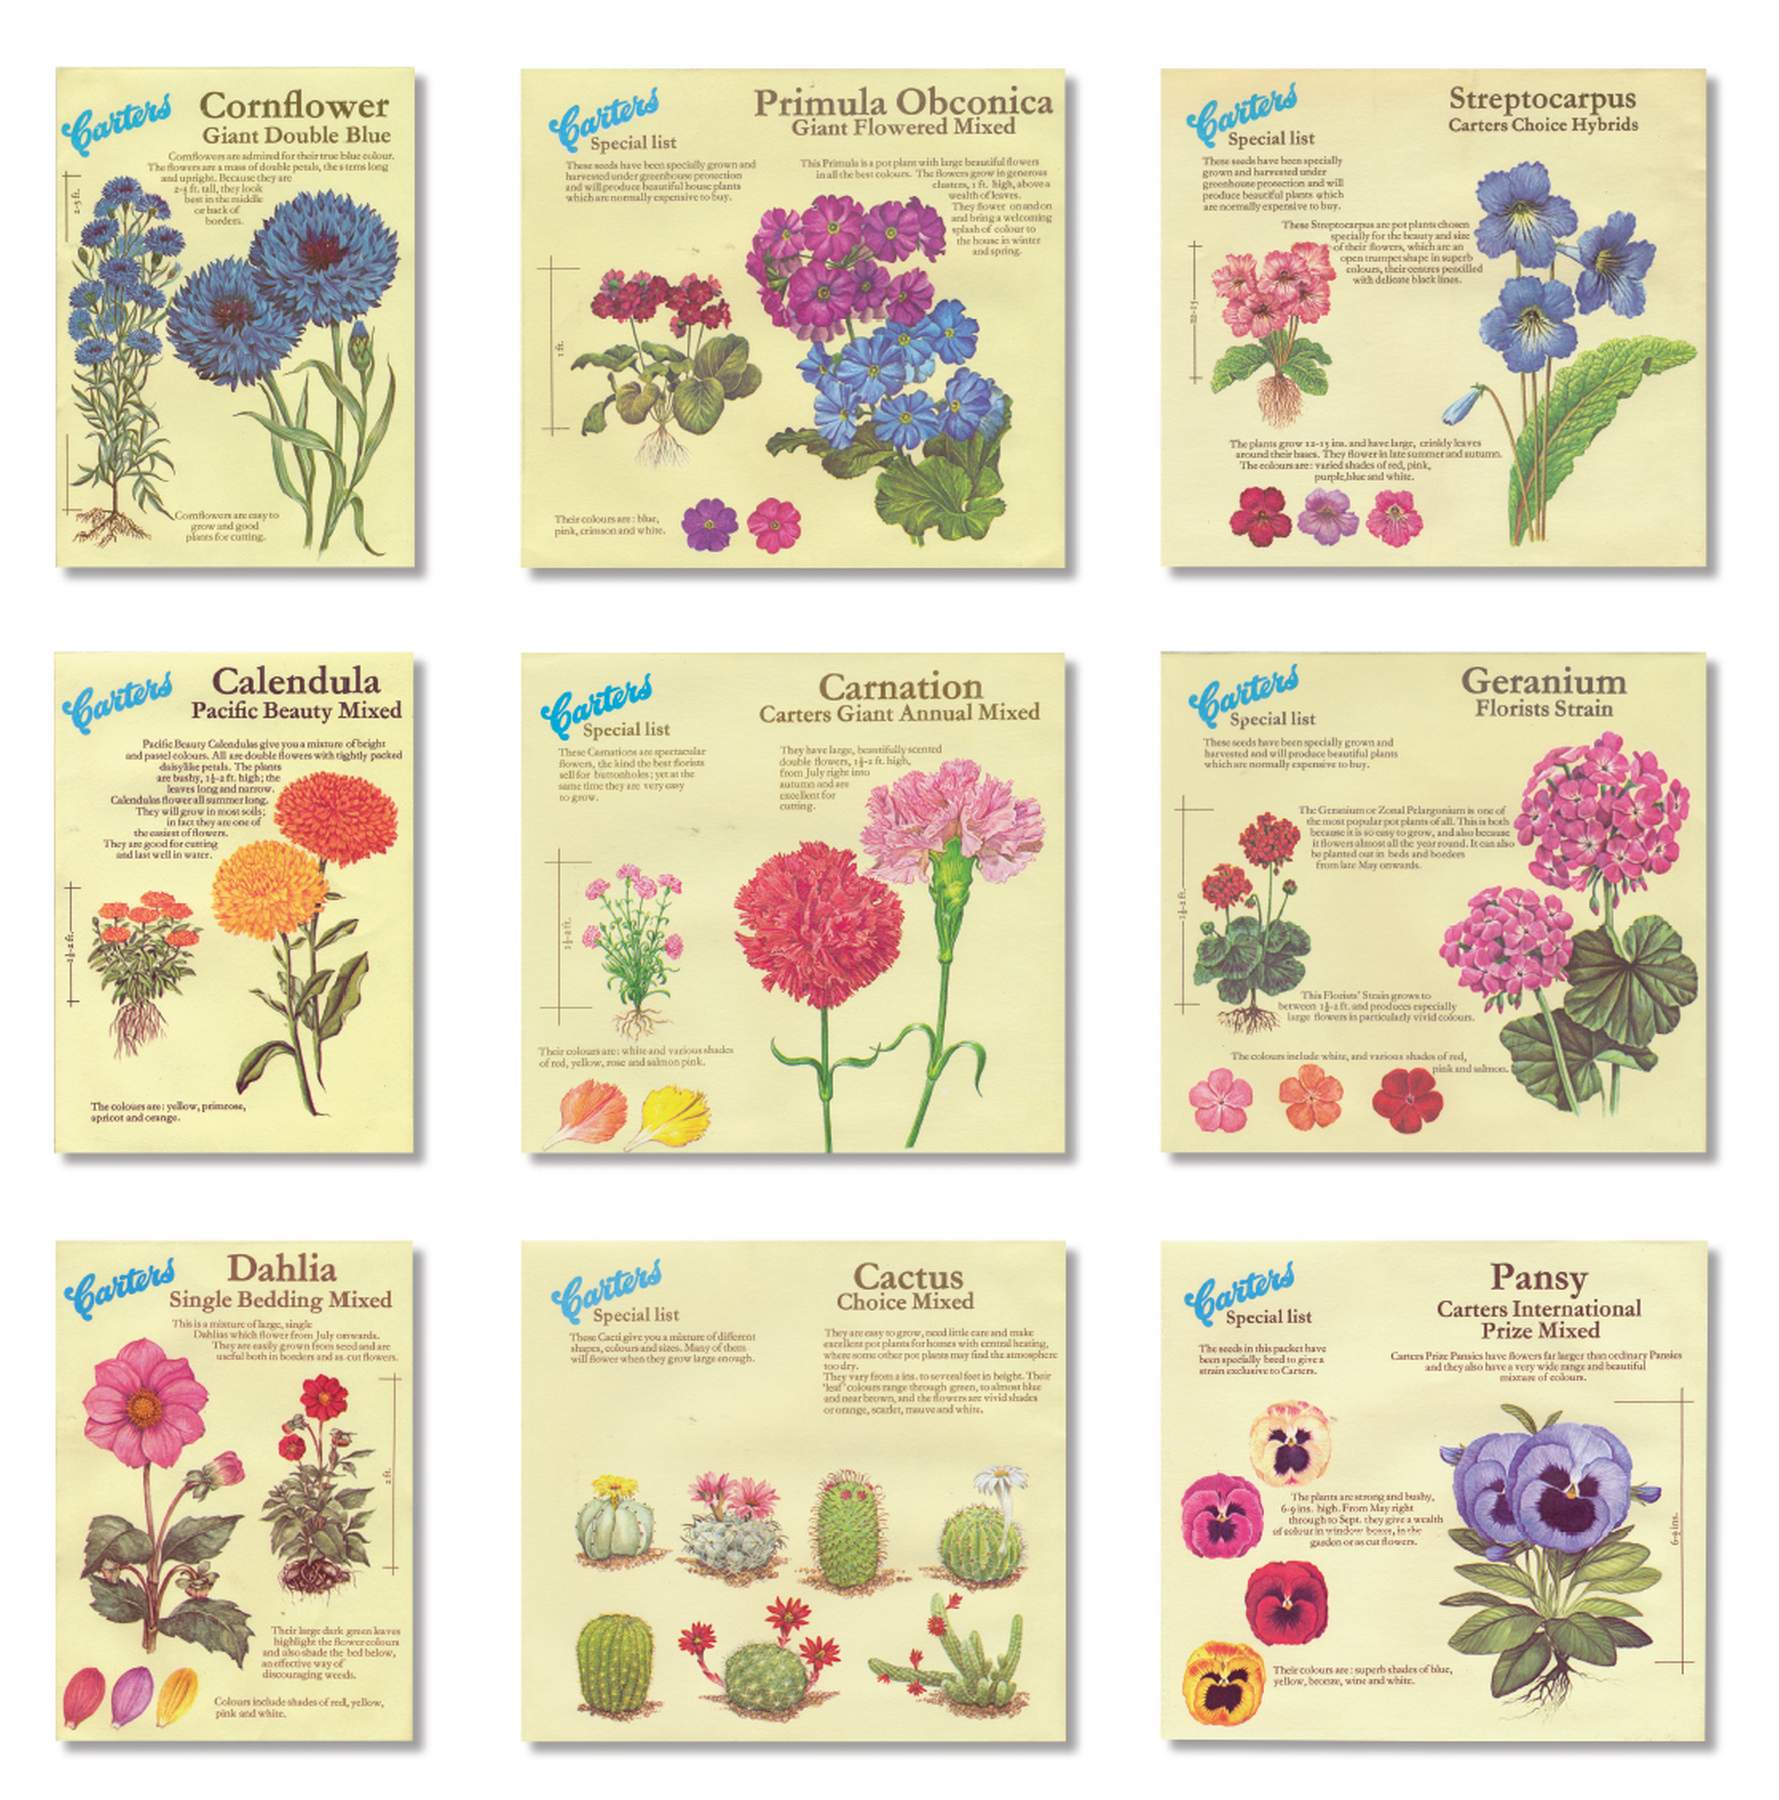 Carters
Cornflower
Giant Double Blue
Cornflowers are admired for their true blue colour.
The flowers are a mass of double petals, the stems long
and upright. Because they are
2-3 ft. tall, they look
best in the middle
or back of
borders.
2-3 ft.
Cornflowers are easy to
grow and good
plants for cutting.
Carters
Special list
Primula Obconica
Giant Flowered Mixed
These seeds have been specially grown and
harvested under greenhouse protection
and will produce beautiful house plants
which are normally expensive to buy.
This Primula is a pot plant with large beautiful flowers
in all the best colours. The flowers grow in generous
clusters, 1 ft. high, above a
wealth of leaves.
They flower on and on
and bring a welcoming
splash of colour to
the house in winter
and spring.
1 ft.
Their colours are: blue,
pink, crimson and white.
Carters
Special list
Streptocarpus
Carters Choice Hybrids
These seeds have been specially
grown and harvested under
greenhouse protection and will
produce beautiful plants which
are normally expensive to buy.
These Streptocarpus are pot plants chosen
specially for the beauty and size
of their flowers, which are an
open trumpet shape in superb
colours, their centres pencilled
with delicate black lines.
12-15
The plants grow 12-15 ins. and have large, crinkly leaves
around their bases. They flower in late summer and autumn.
The colours are: varied shades of red, pink,
purple, blue and white.
Carters
Calendula
Pacific Beauty Mixed
Pacific Beauty Calendulas give you a mixture of bright
and pastel colours. All are double flowers with tightly packed
daisylike petals. The plants
are bushy, 1½-2 ft. high; the
leaves long and narrow.
Calendulas flower all summer long.
They will grow in most soils;
in fact they are one of
the easiest of flowers.
They are good for cutting
and last well in water.
1½-2 ft.
The colours are: yellow, primrose,
apricot and orange.
Carters
Special list
Carnation
Carters Giant Annual Mixed
These Carnations are spectacular
flowers, the kind the best florists
sell for buttonholes; yet at the
same time they are very easy
to grow.
They have large, beautifully scented
double flowers, 1½-2 ft. high,
from July right into
autumn and are
excellent for
cutting.
1½-2 ft.
Their colours are: white and various shades
of red, yellow, rose and salmon pink.
Carters
Special list
Geranium
Florists Strain
These seeds have been specially grown and
harvested and will produce beautiful plants
which are normally expensive to buy.
The Geranium or Zonal Pelargonium is one of
the most popular pot plants of all. This is both
because it is so easy to grow, and also because
it flowers almost all the year round. It can also
be planted out in beds and borders
from late May onwards.
1½-2 ft.
This Florists' Strain grows to
between 1½-2 ft. and produces especially
large flowers in particularly vivid colours.
The colours include white, and various shades of red,
pink and salmon.
Carters
Dahlia
Single Bedding Mixed
This is a mixture of large, single
Dahlias which flower from July onwards.
They are easily grown from seed and are
useful both in borders and as cut flowers.
2 ft.
Their large dark green leaves
highlight the flower colours
and also shade the bed below,
an effective way of
discouraging weeds.
Colours include shades of red, yellow,
pink and white.
Carters
Special list
Cactus
Choice Mixed
These Cacti give you a mixture of different
shapes, colours and sizes. Many of them
will flower when they grow large enough.
They are easy to grow, need little care and make
excellent pot plants for homes with central heating,
where some other pot plants may find the atmosphere
too dry.
They vary from 2 ins. to several feet in height. Their
'leaf' colours range through green, to almost blue
and near brown, and the flowers are vivid shades
or orange, scarlet, mauve and white.
Carters
Special list
Pansy
Carters International
Prize Mixed
The seeds in this packet have
been specially bred to give a
strain exclusive to Carters.
Carters Prize Pansies have flowers far larger than ordinary Pansies
and they also have a very wide range and beautiful
mixture of colours.
The plants are strong and bushy,
6-9 ins. high. From May right
through to Sept. they give a wealth
of colour in window boxes, in the
garden or as cut flowers.
6-9 ins.
Their colours are: superb shades of blue,
yellow, bronze, wine and white.